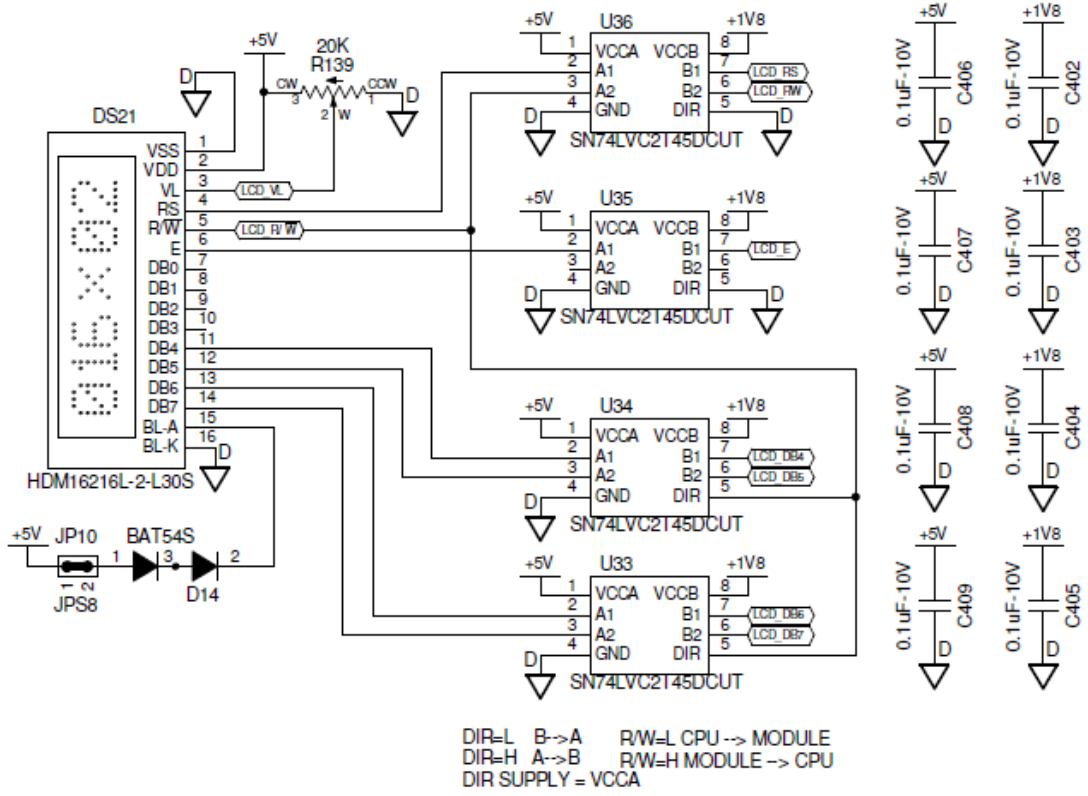 +5V
20K
R139
CW
CCW
3
2
W
1
D
D
DS21
016x02
VSS 1
VDD 2
VL 3
RS 4
R/W 5
E 6
DB0 7
DB1 8
DB2 9
DB3 10
DB4 11
DB5 12
DB6 13
DB7 14
BL-A 15
BL-K 16
D
LCD_VL
LCD_R/W
HDM16216L-2-L30S
+5V
JP10
BAT54S
1
3
2
1
2
JPS8
D14
+5V
U36
+1V8
1 VCCA VCCB 8
2 A1 B1 7 LCD_RS
3 A2 B2 6 LCD_RW
4 GND DIR 5
D
D
SN74LVC2T45DCUT
+5V
U35
+1V8
1 VCCA VCCB 8
2 A1 B1 7 LCD_E
3 A2 B2 6
4 GND DIR 5
D
D
SN74LVC2T45DCUT
+5V
U34
+1V8
1 VCCA VCCB 8
2 A1 B1 7 LCD_DB4
3 A2 B2 6 LCD_DB5
4 GND DIR 5
D
SN74LVC2T45DCUT
+5V
U33
+1V8
1 VCCA VCCB 8
2 A1 B1 7 LCD_DB6
3 A2 B2 6 LCD_DB7
4 GND DIR 5
D
SN74LVC2T45DCUT
+5V
0.1uF-10V
C406
D
+1V8
0.1uF-10V
C402
D
+5V
0.1uF-10V
C407
D
+1V8
0.1uF-10V
C403
D
+5V
0.1uF-10V
C408
D
+1V8
0.1uF-10V
C404
D
+5V
0.1uF-10V
C409
D
+1V8
0.1uF-10V
C405
D
DIR=L B-->A R/W=L CPU --> MODULE
DIR=H A-->B R/W=H MODULE --> CPU
DIR SUPPLY = VCCA